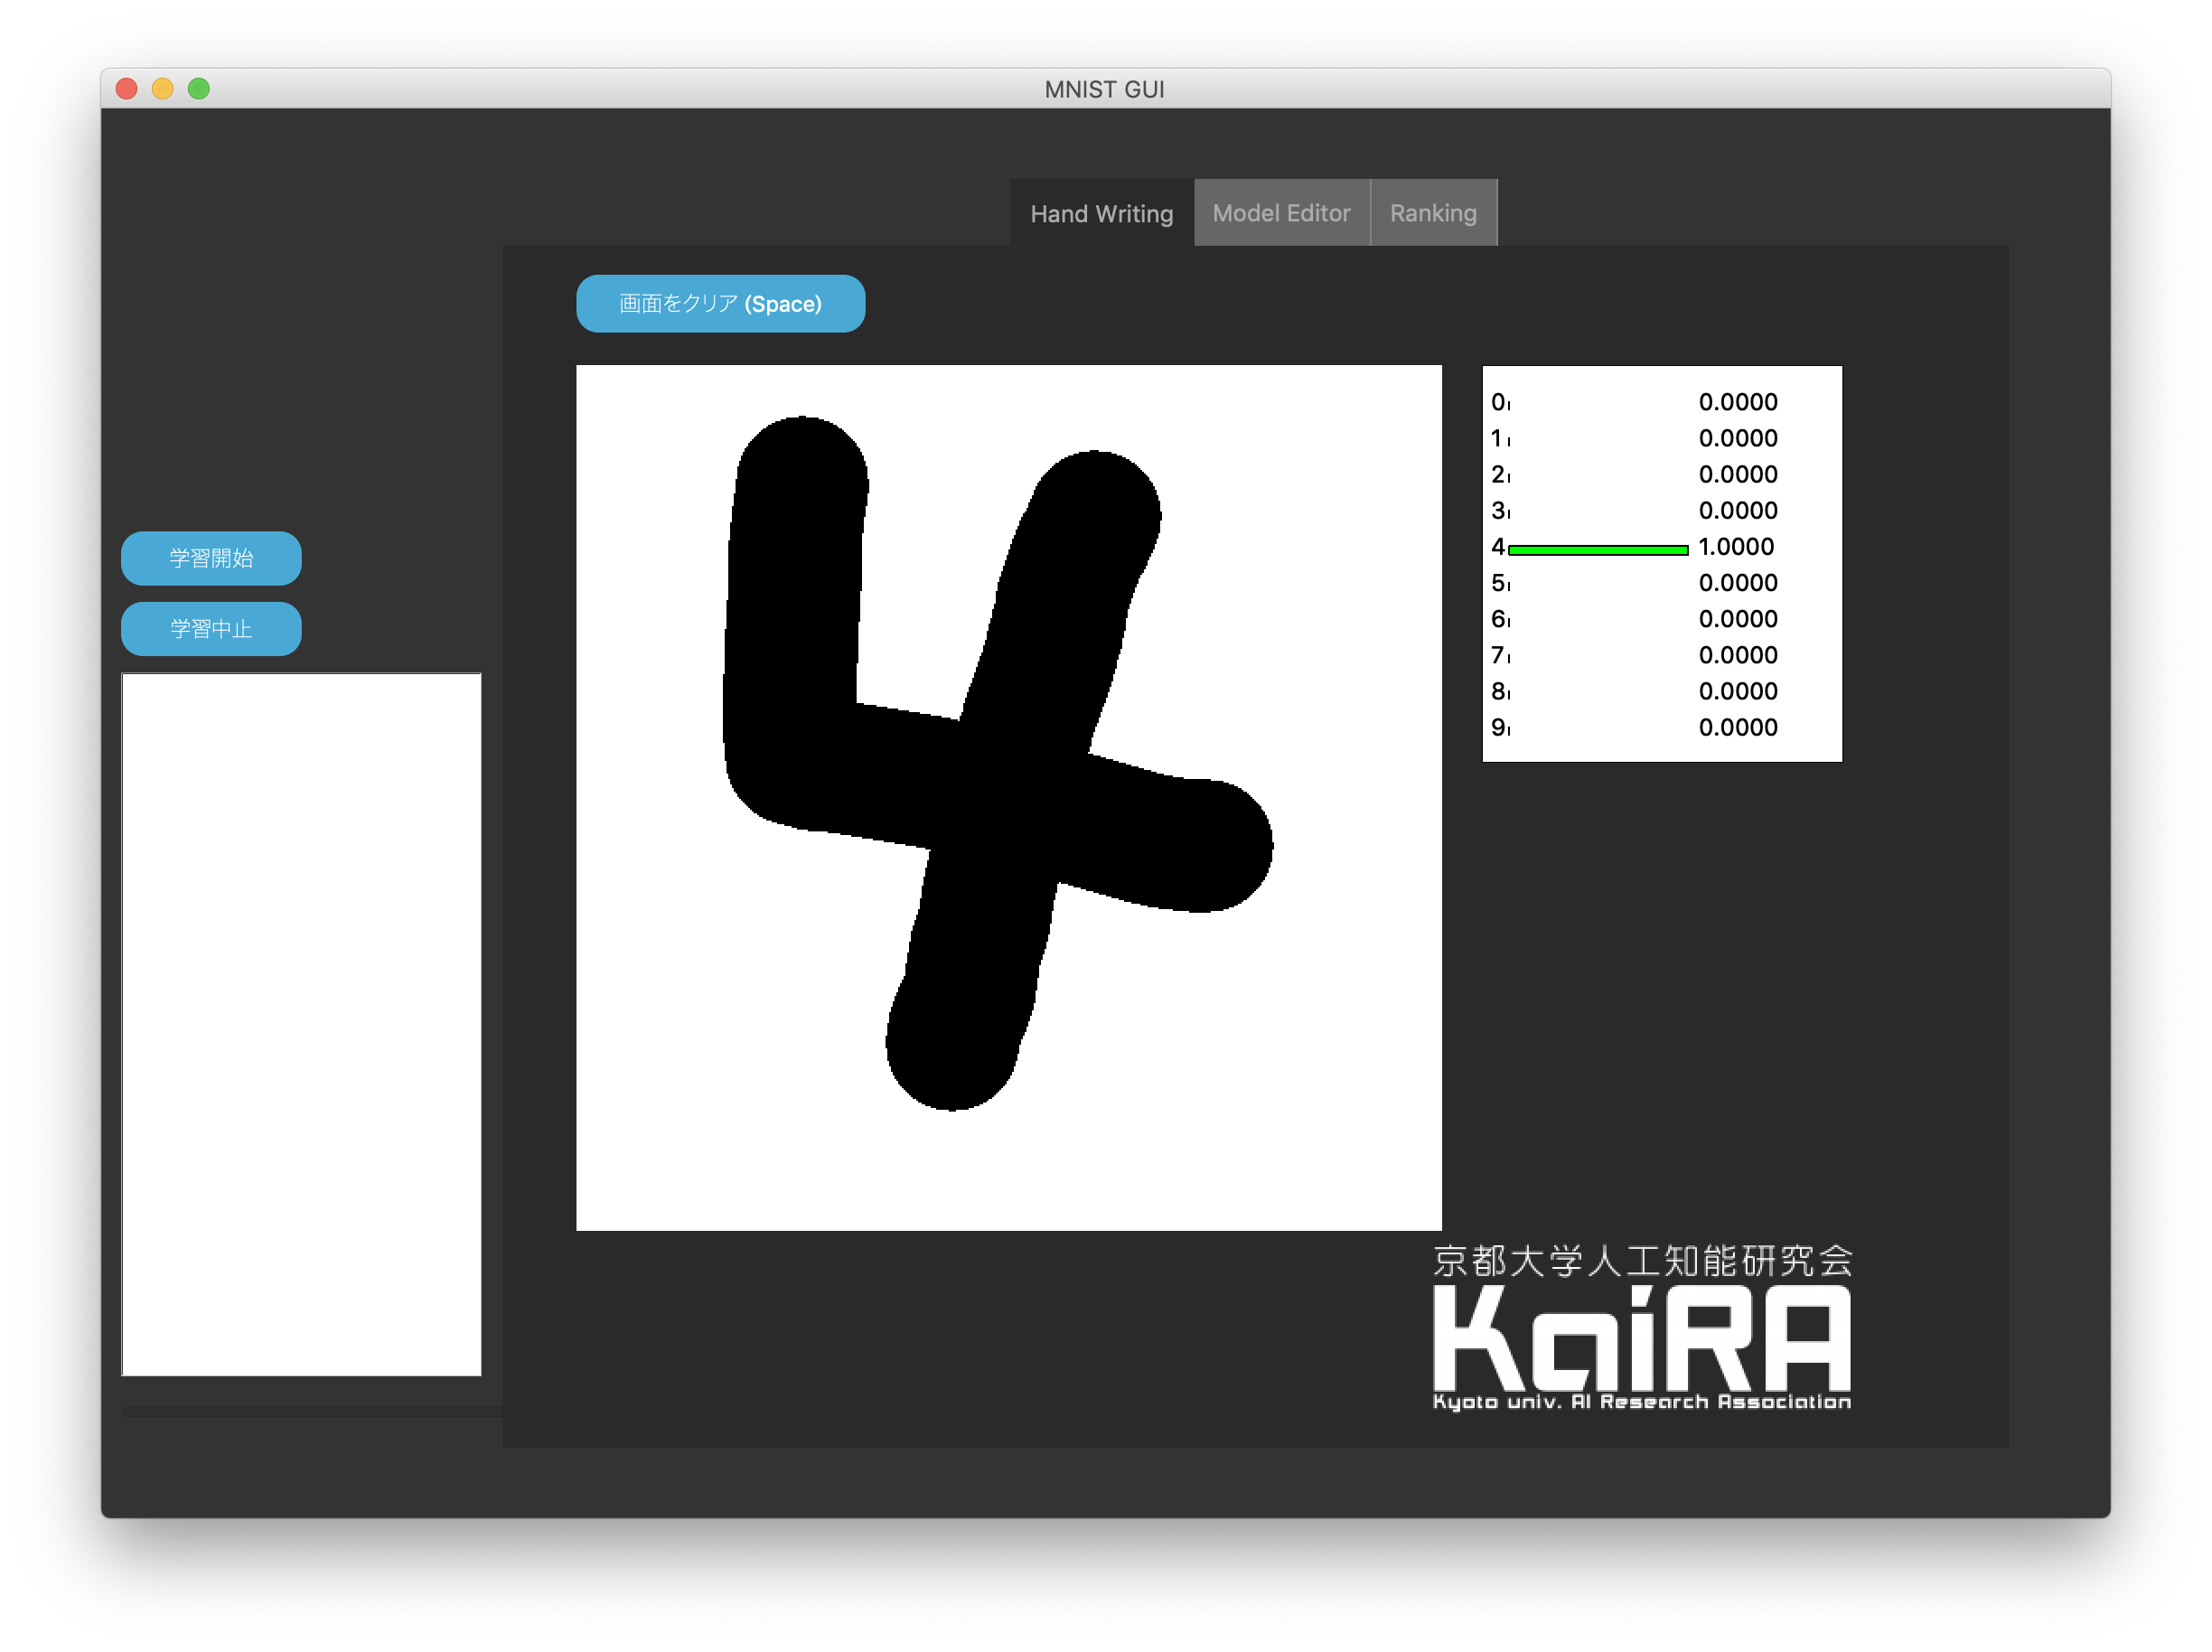 MNIST GUI
Hand Writing
Model Editor
Ranking
画面をクリア (Space)
学習開始
学習中止
4
0 0.0000
1 0.0000
2 0.0000
3 0.0000
4 1.0000
5 0.0000
6 0.0000
7 0.0000
8 0.0000
9 0.0000
京都大学人工知能研究会
KaiRA
Kyoto univ. AI Research Association